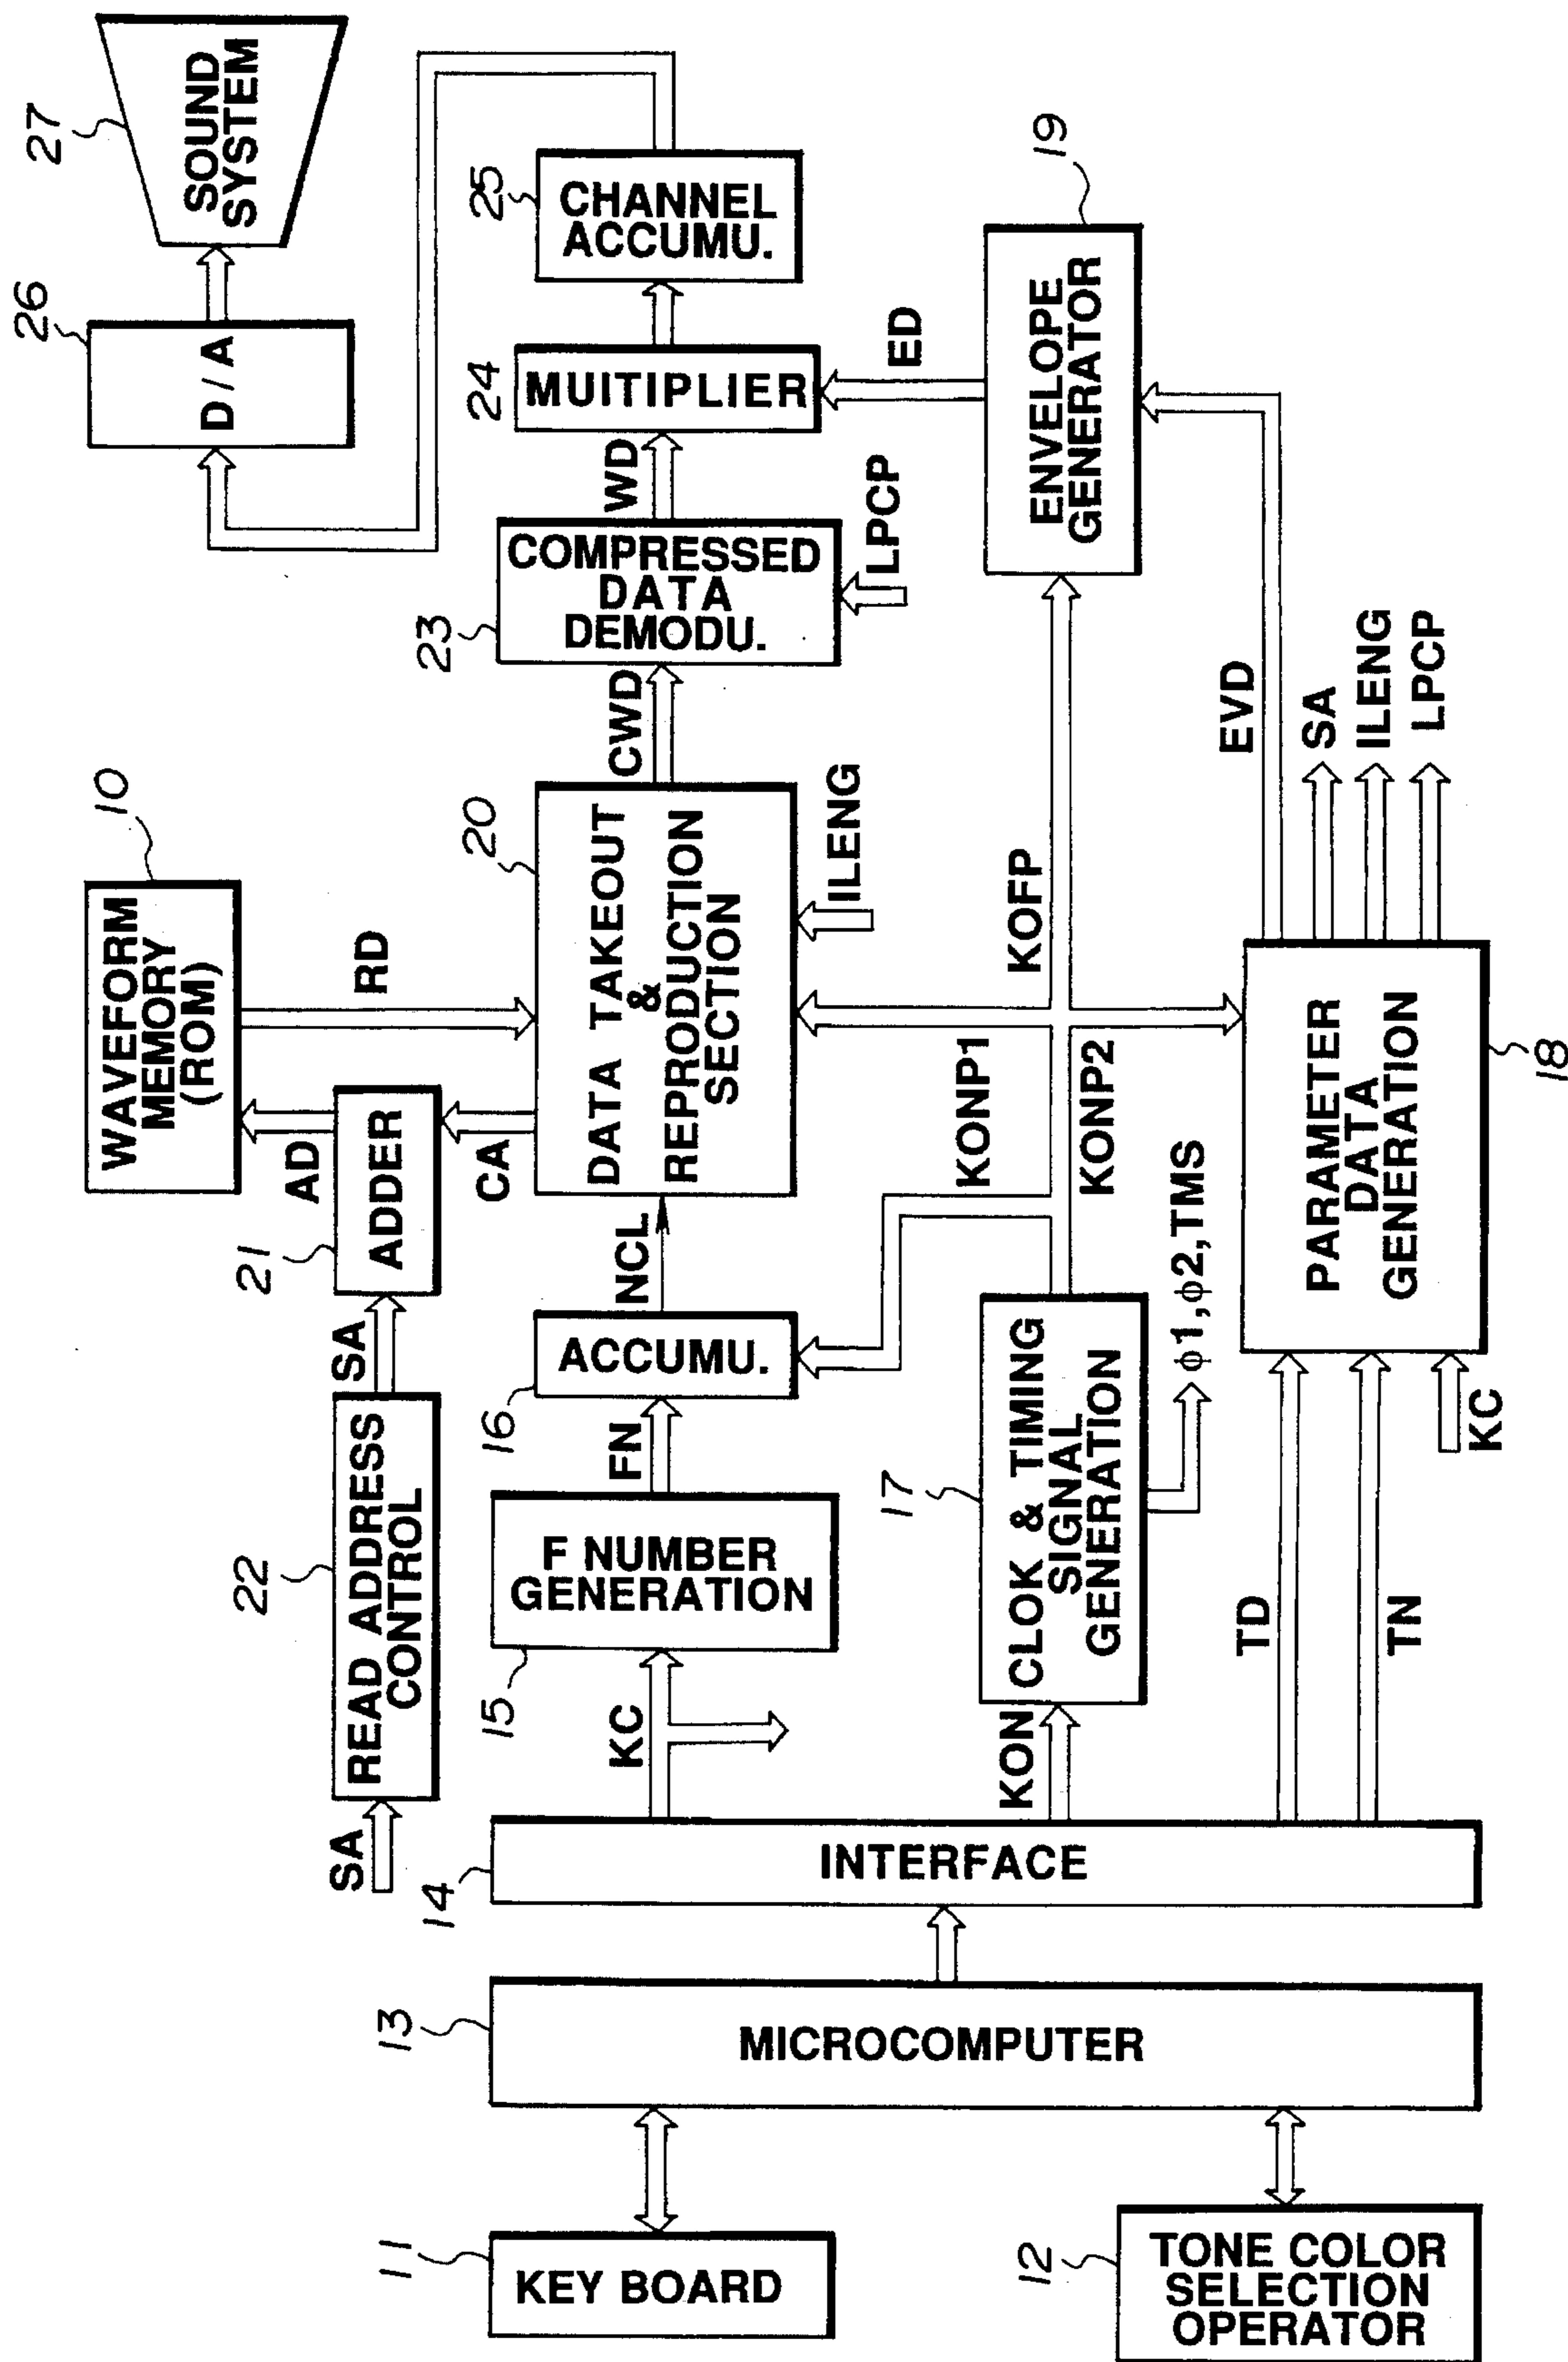 11
KEY BOARD
12
TONE COLOR
SELECTION
OPERATOR
13
MICROCOMPUTER
14
INTERFACE
SA
22
READ ADDRESS
CONTROL
SA
21
ADDER
AD
CA
10
WAVEFORM
MEMORY
(ROM)
RD
KC
15
F NUMBER
GENERATION
FN
16
ACCUMU.
NCL
20
DATA TAKEOUT
&
REPRODUCTION
SECTION
ILENG
CWD
23
COMPRESSED
DATA
DEMODU.
LPCP
WD
24
MUITIPLIER
ED
25
CHANNEL
ACCUMU.
26
D/A
27
SOUND
SYSTEM
KON
17
CLOK & TIMING
SIGNAL
GENERATION
ϕ1,ϕ2,TMS
KONP1
KONP2
KOFP
19
ENVELOPE
GENERATOR
TD
TN
KC
18
PARAMETER
DATA
GENERATION
EVD
SA
ILENG
LPCP